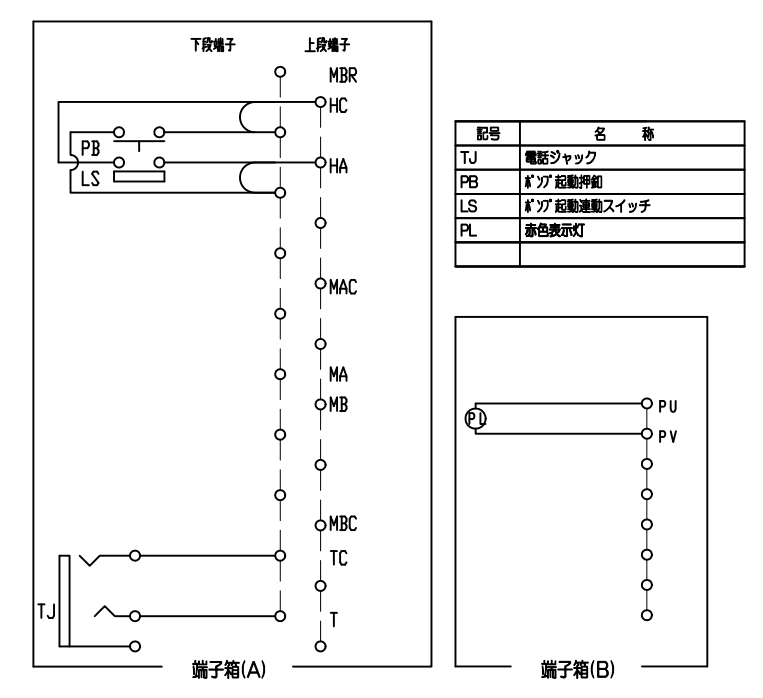 下段端子 上段端子
MBR
HC
PB
HA
LS
MAC
MA
MB
MBC
TC
TJ
T
端子箱(A)
記号 名 称
TJ 電話ジャック
PB ポンプ起動押釦
LS ポンプ起動連動スイッチ
PL 赤色表示灯
PL
PU
PV
端子箱(B)